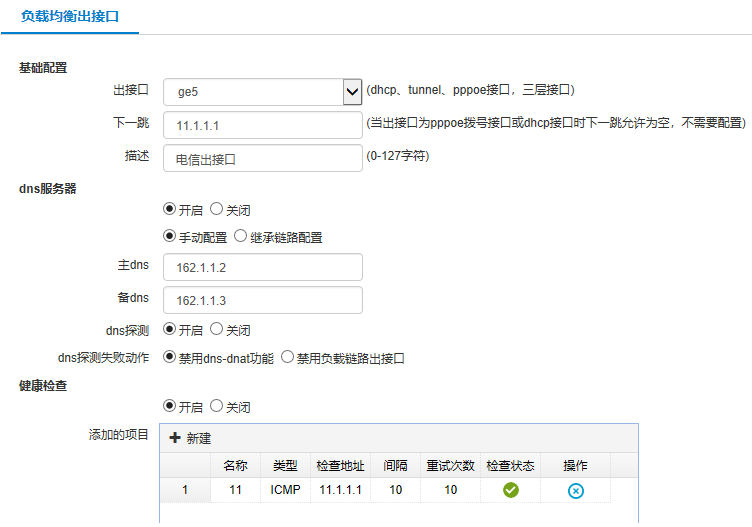 负载均衡出接口
基础配置
出接口 ge5 (dhcp、tunnel、pppoe接口，三层接口)
下一跳 11.1.1.1 (当出接口为pppoe拨号接口或dhcp接口时下一跳允许为空，不需要配置)
描述 电信出接口 (0-127字符)
dns服务器
开启 关闭
手动配置 继承链路配置
主dns 162.1.1.2
备dns 162.1.1.3
dns探测 开启 关闭
dns探测失败动作 禁用dns-dnat功能 禁用负载链路出接口
健康检查
开启 关闭
添加的项目 新建
名称 类型 检查地址 间隔 重试次数 检查状态 操作
1 11 ICMP 11.1.1.1 10 10